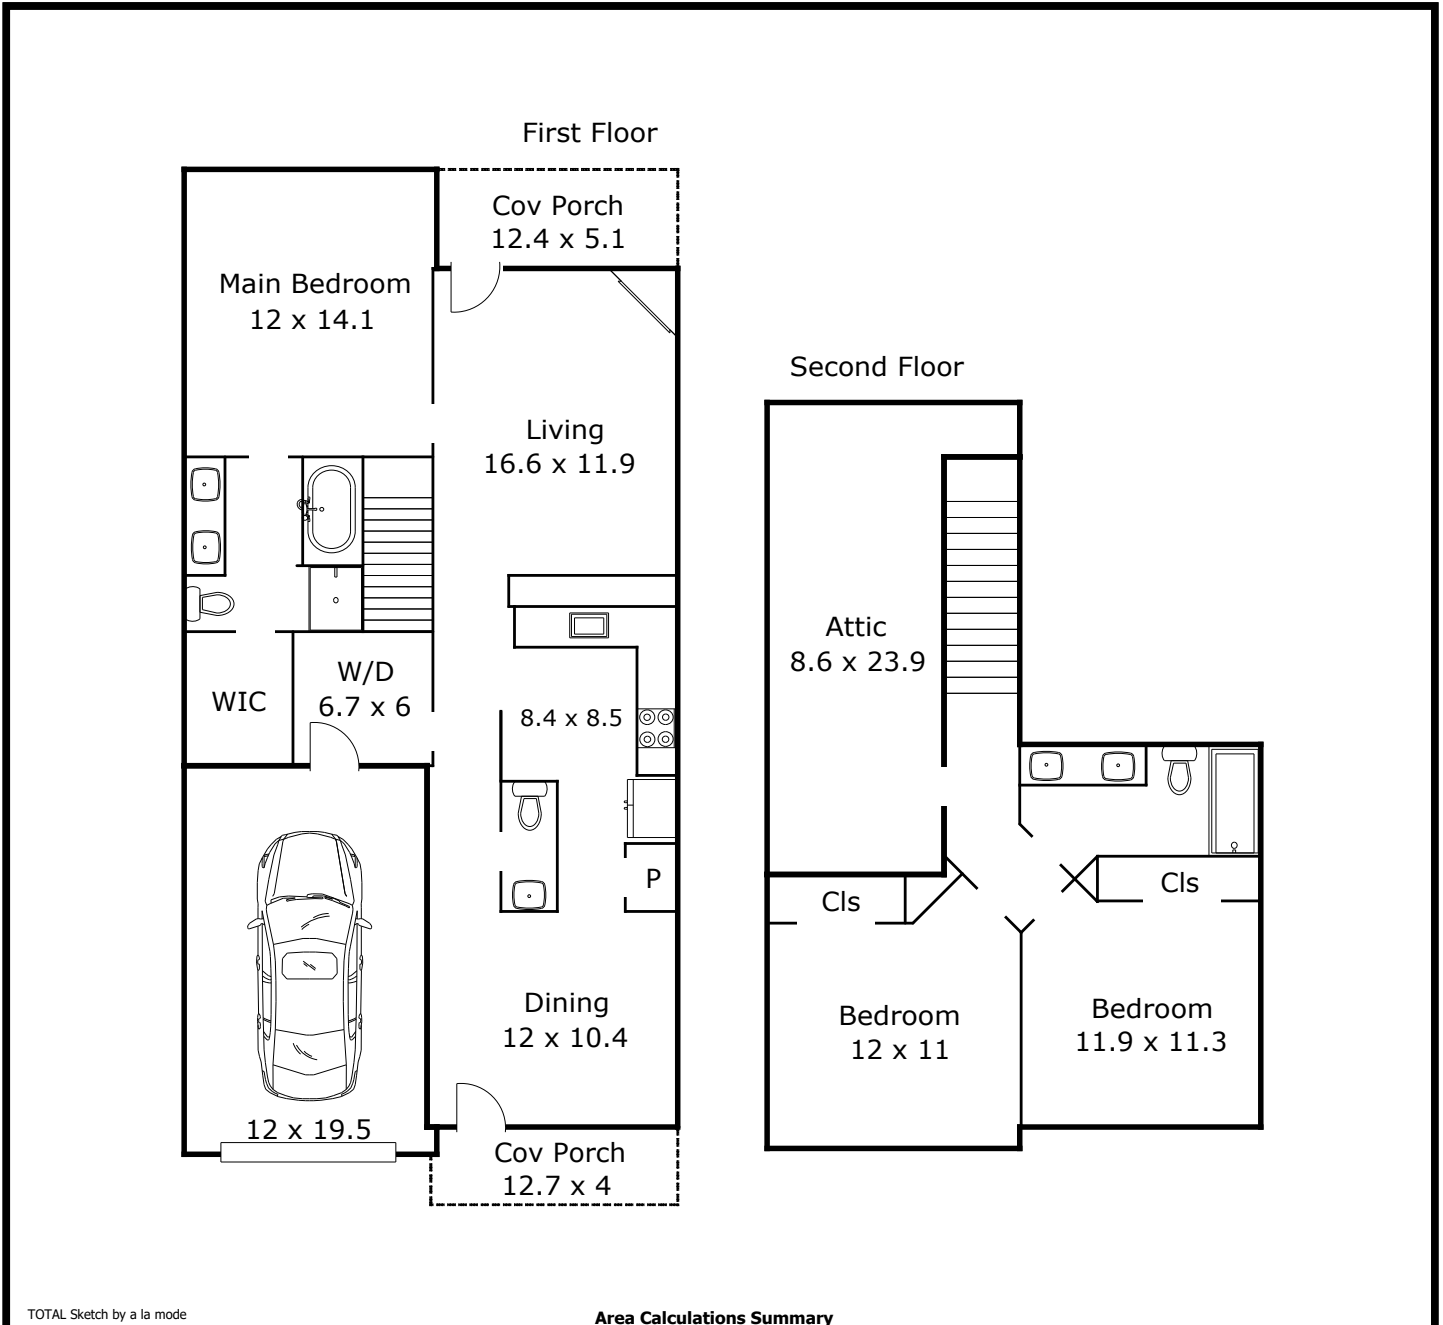 First Floor
Cov Porch
12.4 x 5.1
Main Bedroom
12 x 14.1
Living
16.6 x 11.9
W/D
6.7 x 6
WIC
8.4 x 8.5
P
Dining
12 x 10.4
12 x 19.5
Cov Porch
12.7 x 4
Second Floor
Attic
8.6 x 23.9
Cls
Cls
Bedroom
12 x 11
Bedroom
11.9 x 11.3
TOTAL Sketch by a la mode
Area Calculations Summary